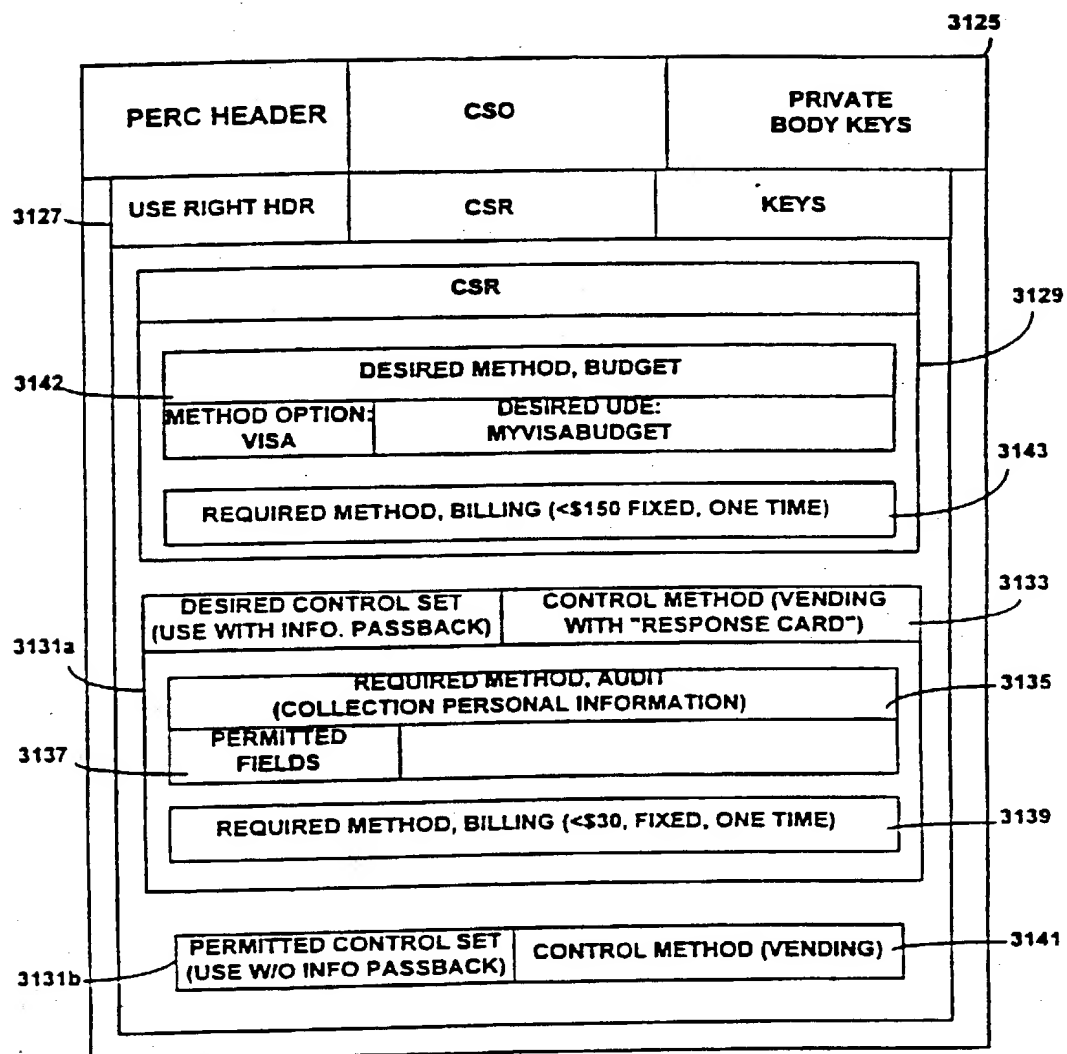 3125
PERC HEADER
CSO
PRIVATE
BODY KEYS
3127
USE RIGHT HDR
CSR
KEYS
CSR
3129
3142
DESIRED METHOD, BUDGET
METHOD OPTION:
VISA
DESIRED UDE:
MYVISABUDGET
3143
REQUIRED METHOD, BILLING (<$150 FIXED, ONE TIME)
3133
DESIRED CONTROL SET
(USE WITH INFO. PASSBACK)
CONTROL METHOD (VENDING
WITH "RESPONSE CARD")
3131a
REQUIRED METHOD, AUDIT
(COLLECTION PERSONAL INFORMATION)
3135
3137
PERMITTED
FIELDS
REQUIRED METHOD, BILLING (<$30, FIXED, ONE TIME)
3139
PERMITTED CONTROL SET
(USE W/O INFO PASSBACK)
CONTROL METHOD (VENDING)
3141
3131b